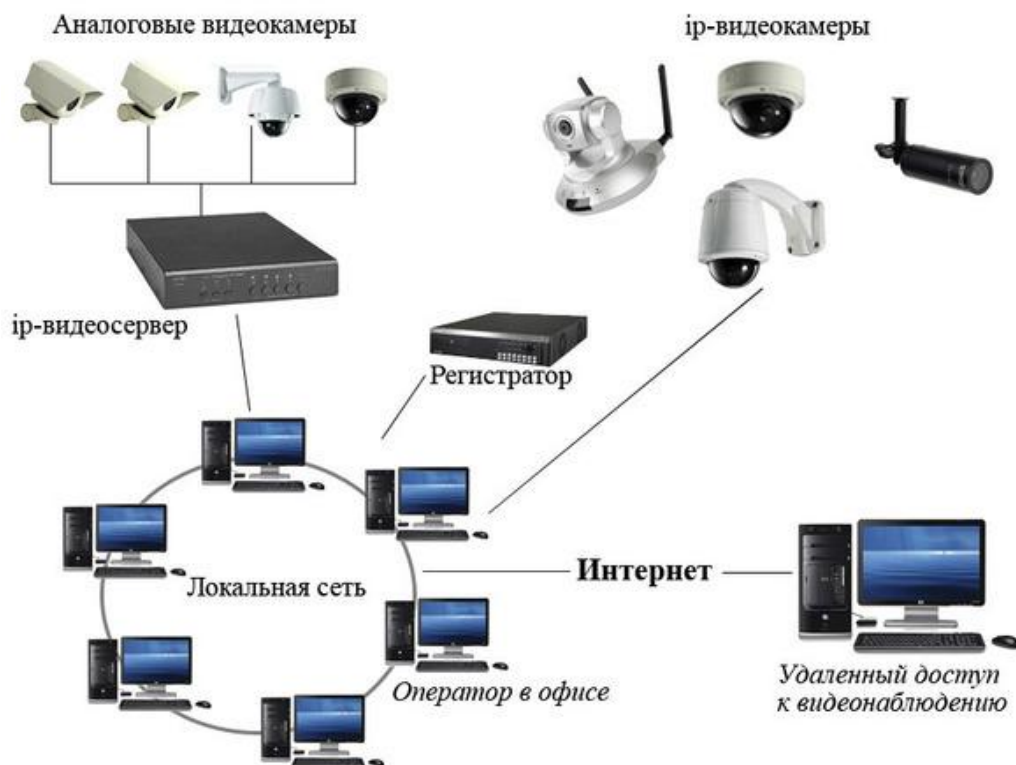 Аналоговые видеокамеры
ip-видеокамеры
ip-видеосервер
Регистратор
Локальная сеть
Интернет
Оператор в офисе
Удаленный доступ
к видеонаблюдению